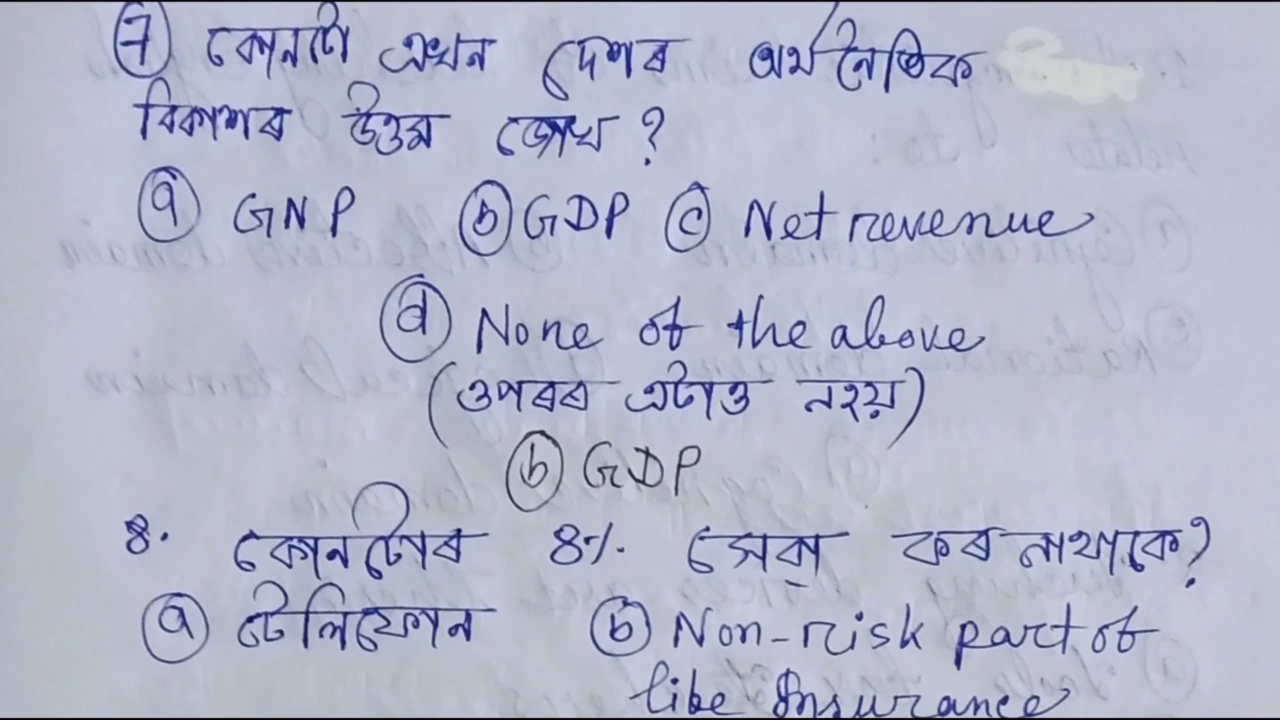 7 কোনটো এখন দেশৰ অৰ্থনৈতিক
বিকাশৰ উত্তম জোখ ?
a GNP b GDP c Net revenue
d None of the above
(ওপৰৰ এটাও নহয়)
b GDP
8. কোনটোৰ 8%. সেৱা কৰ নাথাকে?
a টেলিফোন b Non-risk part of
like Insurance